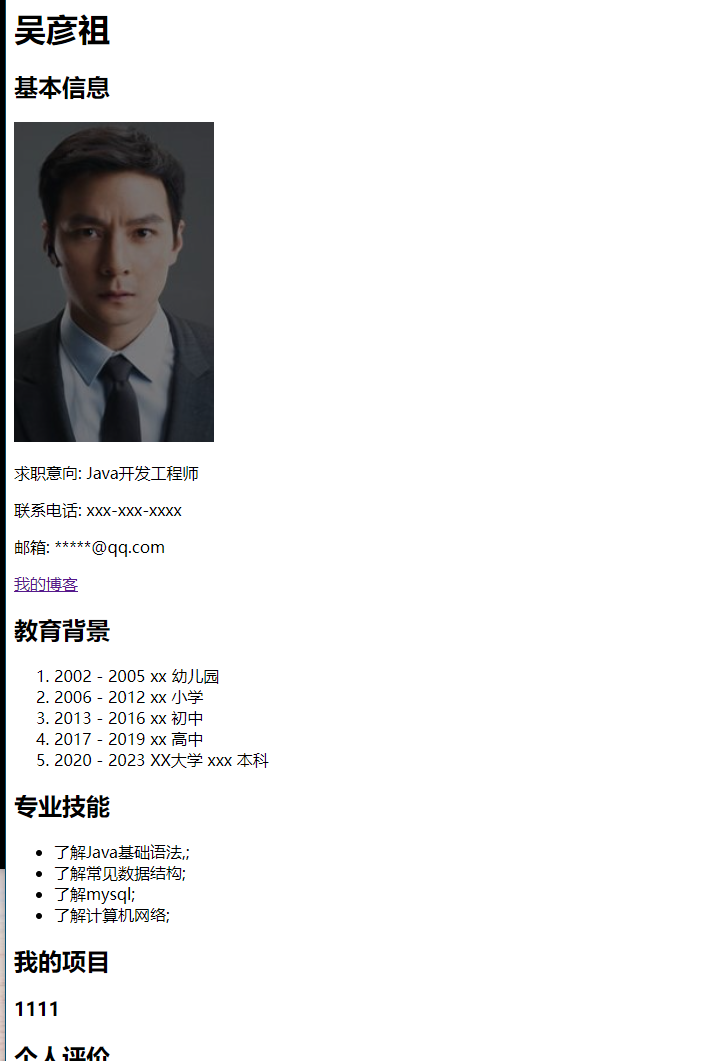 吴彦祖
基本信息
求职意向: Java开发工程师
联系电话: xxx-xxx-xxxx
邮箱: *****@qq.com
我的博客
教育背景
1. 2002 - 2005 xx 幼儿园
2. 2006 - 2012 xx 小学
3. 2013 - 2016 xx 初中
4. 2017 - 2019 xx 高中
5. 2020 - 2023 XX大学 xxx 本科
专业技能
• 了解Java基础语法,;
• 了解常见数据结构;
• 了解mysql;
• 了解计算机网络;
我的项目
1111
个人评价